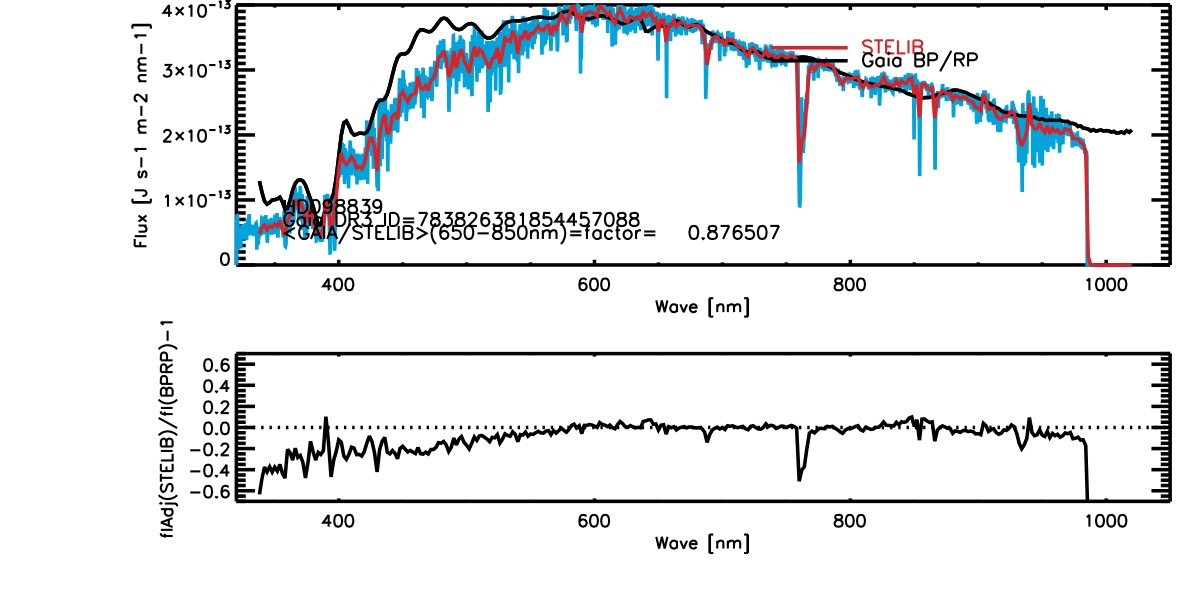 4×10−13
3×10−13
2×10−13
1×10−13
0
Flux [J s−1 m−2 nm−1]
STELIB
Gaia BP/RP
HD098839
Gaia DR3 ID=783826381854457088
<GAIA/STELIB>(650−850nm)=factor= 0.876507
400 600 800 1000
Wave [nm]
flAdj(STELIB)/fl(BPRP)−1
0.6
0.4
0.2
0.0
−0.2
−0.4
−0.6
400 600 800 1000
Wave [nm]